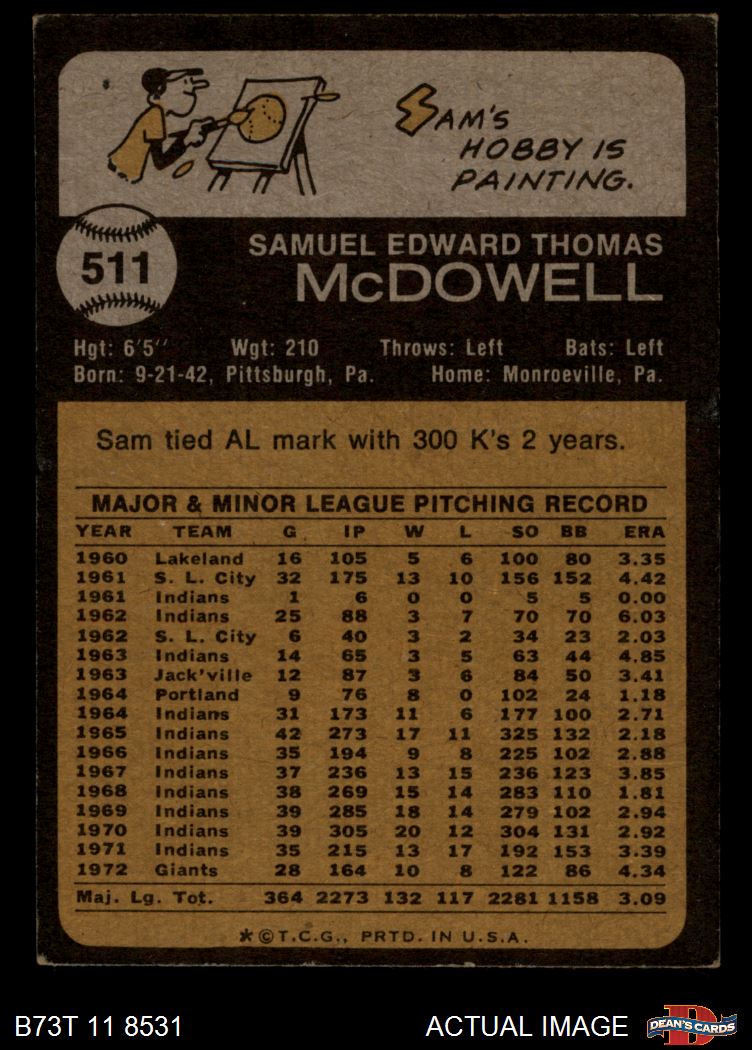 SAM'S
HOBBY IS
PAINTING.
511
SAMUEL EDWARD THOMAS
McDOWELL
Hgt: 6'5" Wgt: 210 Throws: Left Bats: Left
Born: 9-21-42, Pittsburgh, Pa. Home: Monroeville, Pa.
Sam tied AL mark with 300 K's 2 years.
MAJOR & MINOR LEAGUE PITCHING RECORD
YEAR TEAM G IP W L SO BB ERA
1960 Lakeland 16 105 5 6 100 80 3.35
1961 S. L. City 32 175 13 10 156 152 4.42
1961 Indians 1 6 0 0 5 5 0.00
1962 Indians 25 88 3 7 70 70 6.03
1962 S. L. City 6 40 3 2 34 23 2.03
1963 Indians 14 65 3 5 63 44 4.85
1963 Jack'ville 12 87 3 6 84 50 3.41
1964 Portland 9 76 8 0 102 24 1.18
1964 Indians 31 173 11 6 177 100 2.71
1965 Indians 42 273 17 11 325 132 2.18
1966 Indians 35 194 9 8 225 102 2.88
1967 Indians 37 236 13 15 236 123 3.85
1968 Indians 38 269 15 14 283 110 1.81
1969 Indians 39 285 18 14 279 102 2.94
1970 Indians 39 305 20 12 304 131 2.92
1971 Indians 35 215 13 17 192 153 3.39
1972 Giants 28 164 10 8 122 86 4.34
Maj. Lg. Tot. 364 2273 132 117 2281 1158 3.09
*©T.C.G., PRTD. IN U.S.A.
B73T 11 8531 ACTUAL IMAGE DEAN'S CARDS